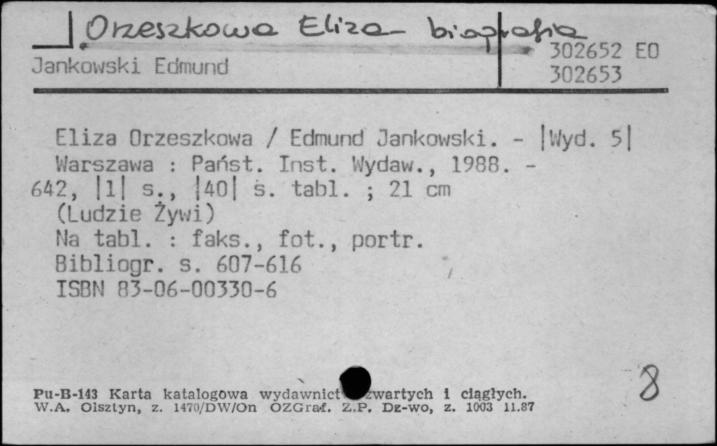 Orzeszkowa Eliza - biografia
302652 EO
Jankowski Edmund
302653
Eliza Orzeszkowa / Edmund Jankowski. - |Wyd. 5|
Warszawa : Państ. Inst. Wydaw., 1988. -
642, |1| s., |40| s. tabl. ; 21 cm
(Ludzie Żywi)
Na tabl. : faks., fot., portr.
Bibliogr. s. 607-616
ISBN 83-06-00330-6
8
Pu-B-143 Karta katalogowa wydawnict zwartych i ciągłych.
W.A. Olsztyn, z. 1470/DW/On OZGraf. Z.P. Dz-wo, z. 1003 11.87